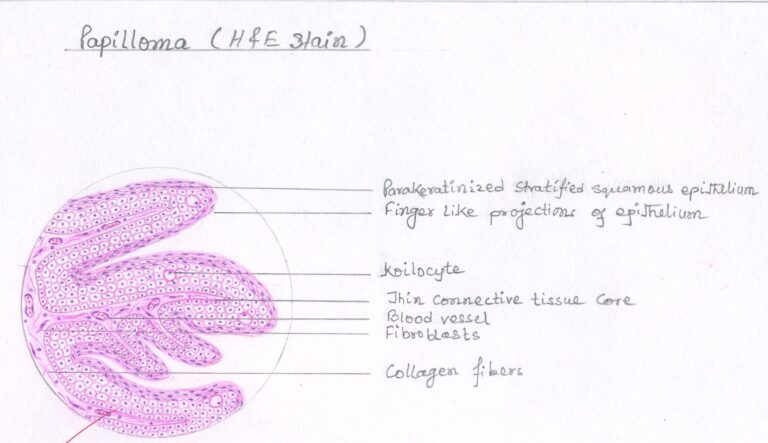 Papilloma (H&E stain)
Parakeratinized stratified squamous epithelium
Finger like projections of epithelium
Koilocyte
Thin connective tissue core
Blood vessel
Fibroblasts
Collagen fibers